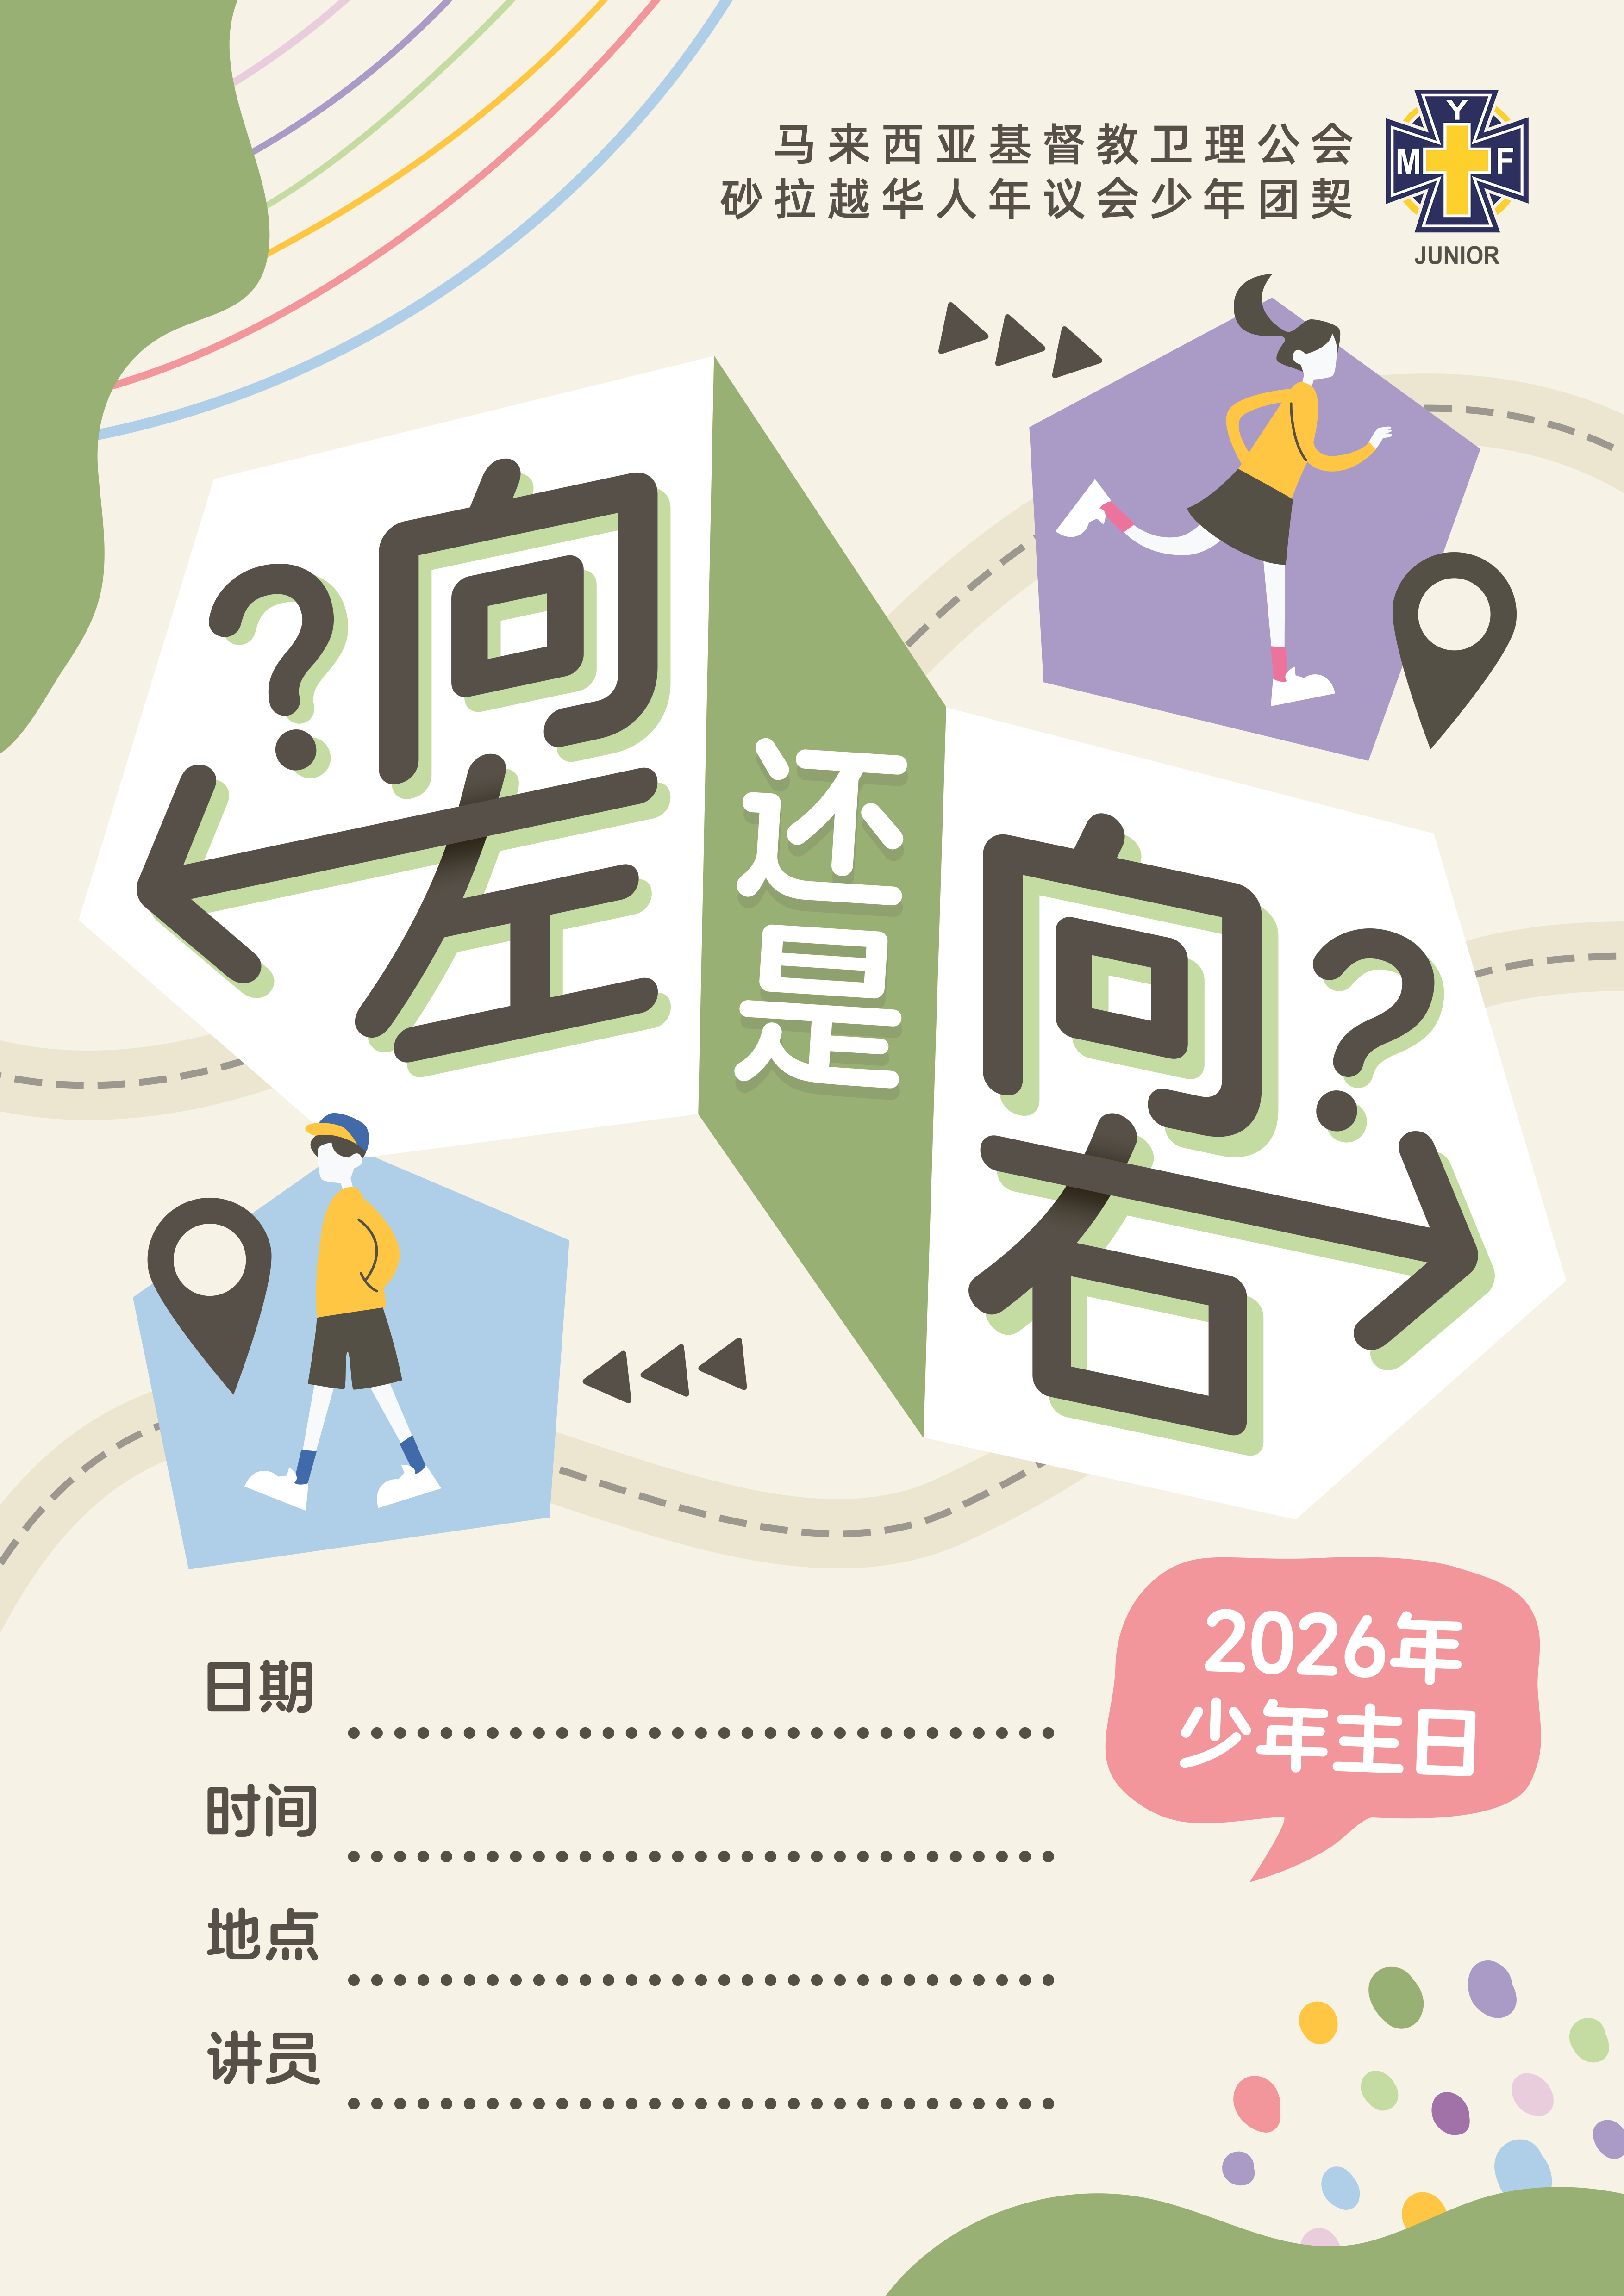 马来西亚基督教卫理公会
砂拉越华人年议会少年团契
Y
M F
JUNIOR
向左?
还是
向右?
2026年
少年主日
日期
时间
地点
讲员